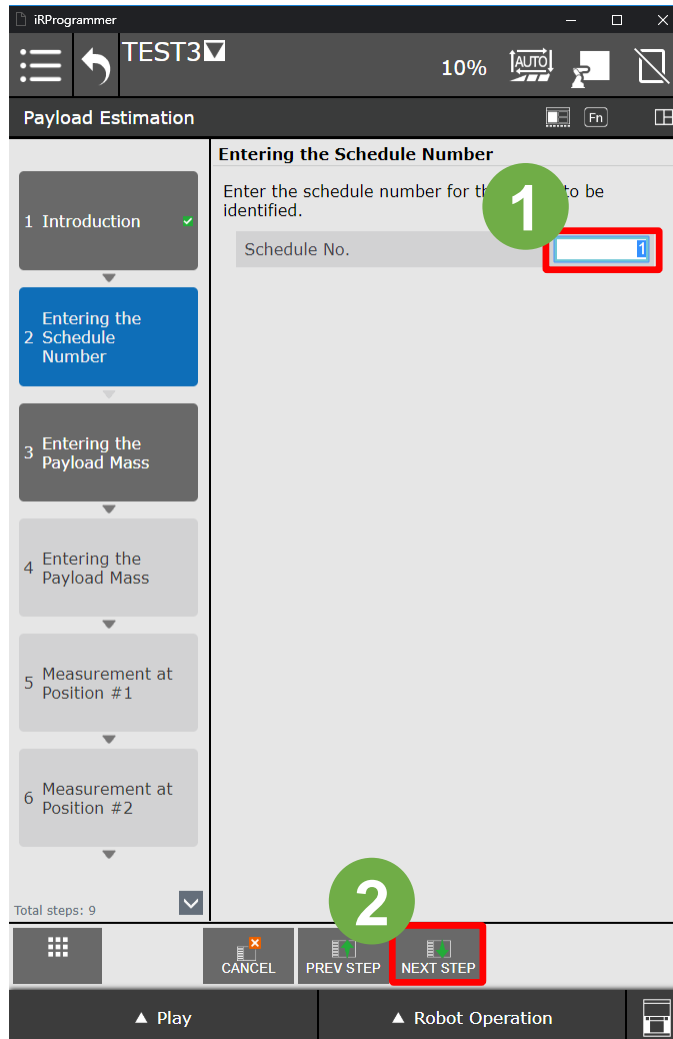 iRProgrammer
TEST3
10%
AUTO
Payload Estimation
Fn
1 Introduction
2 Entering the
Schedule
Number
3 Entering the
Payload Mass
4 Entering the
Payload Mass
5 Measurement at
Position #1
6 Measurement at
Position #2
Total steps: 9
Entering the Schedule Number
Enter the schedule number for th to be
identified.
1
Schedule No.
1
2
CANCEL
PREV STEP
NEXT STEP
▲ Play
▲ Robot Operation